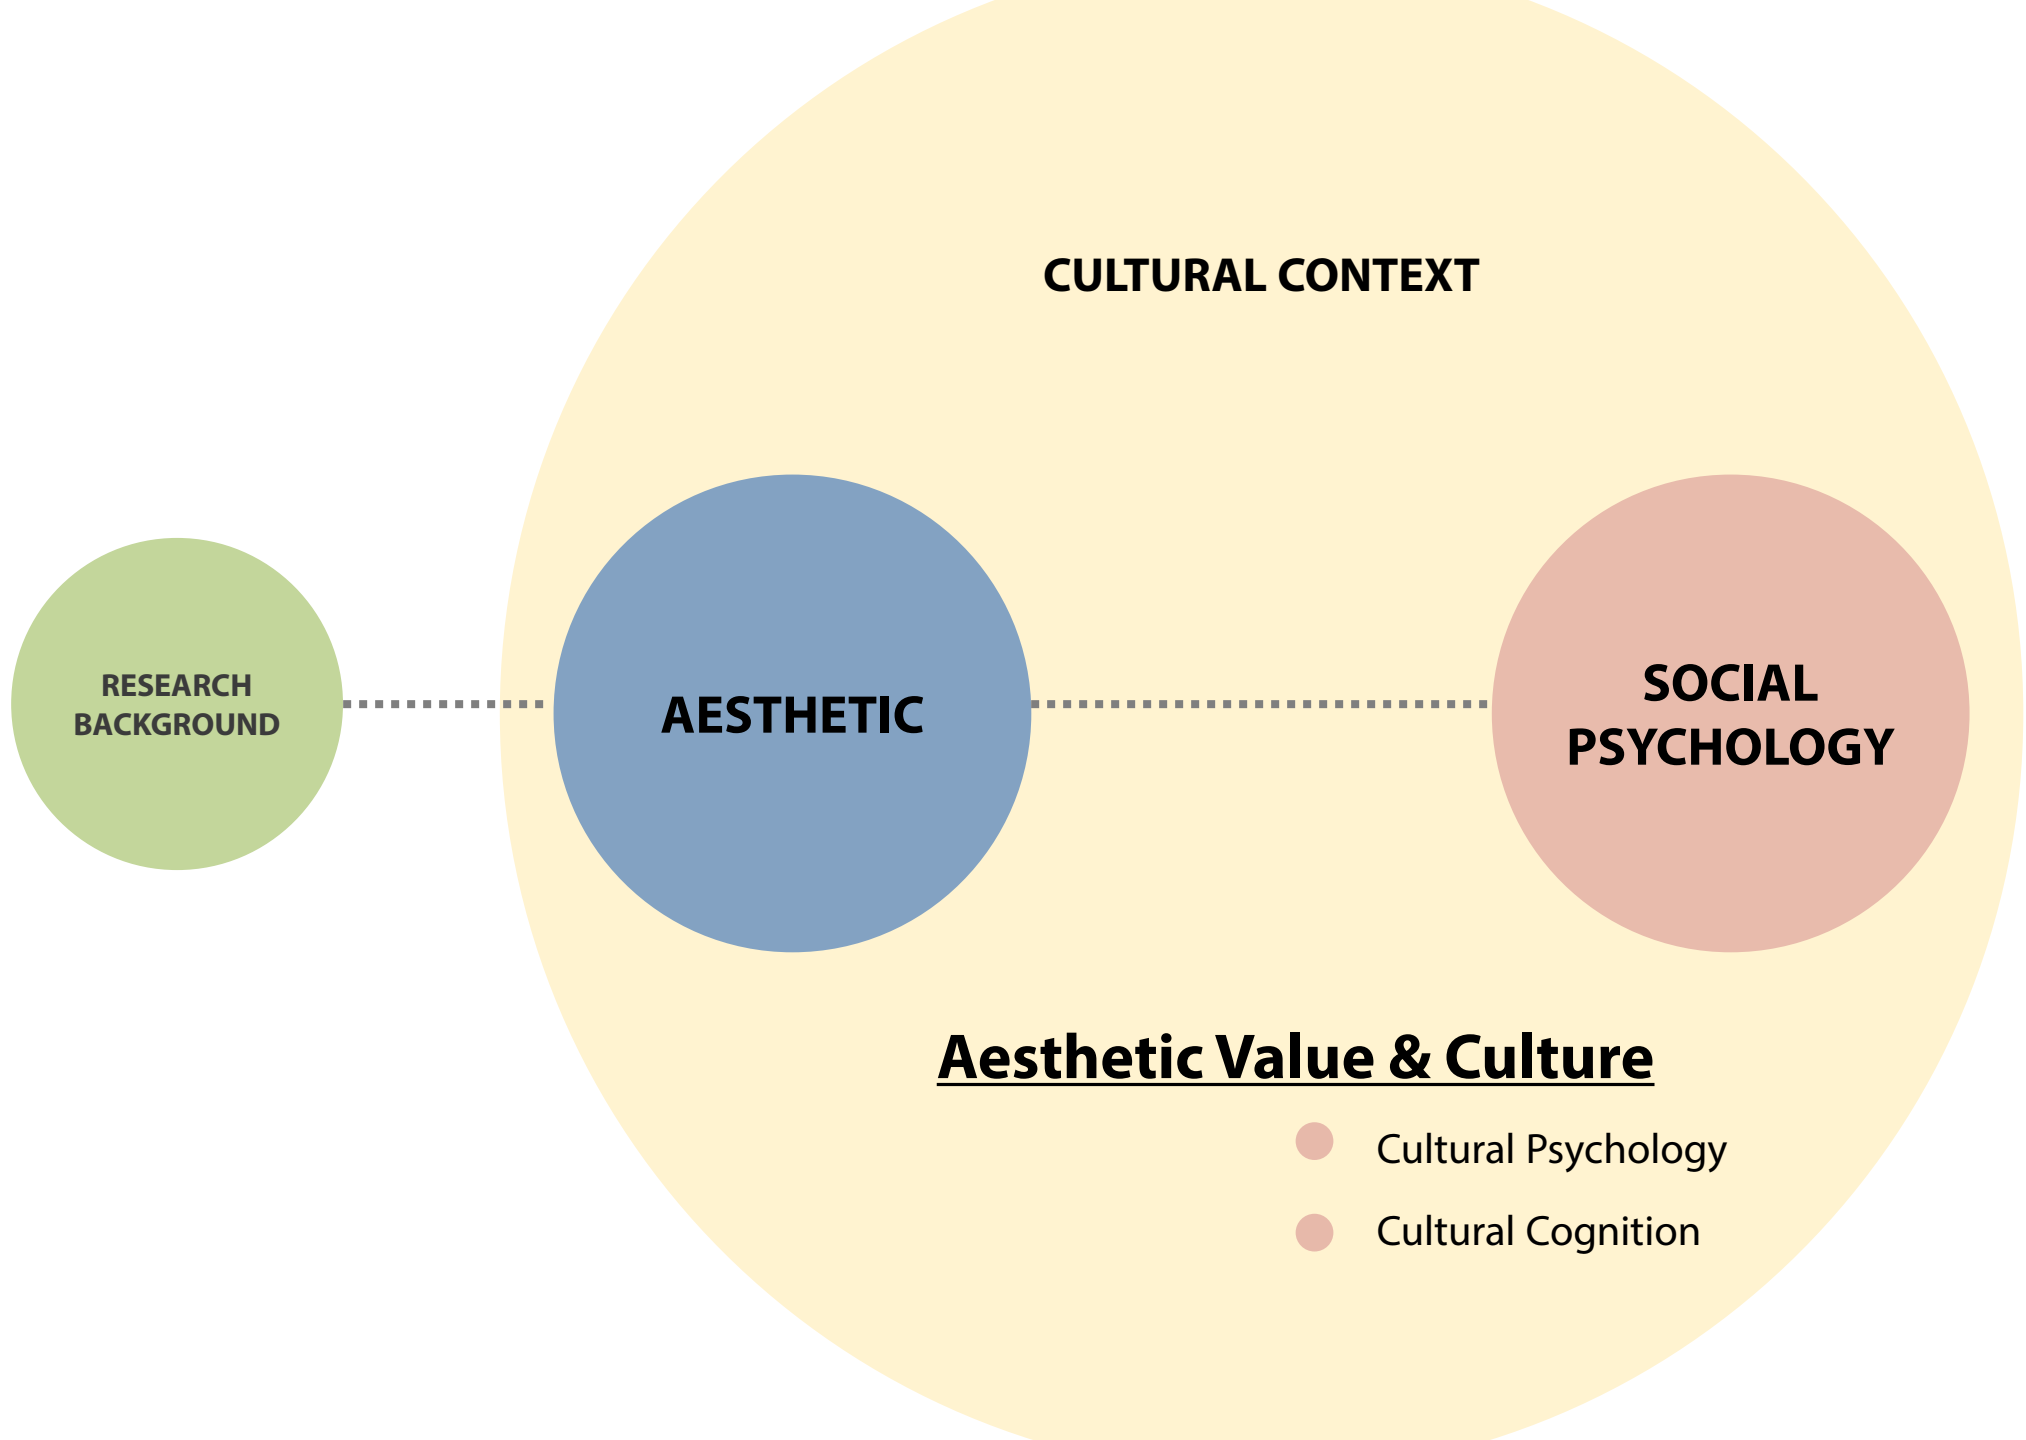 CULTURAL CONTEXT
RESEARCH
BACKGROUND
AESTHETIC
SOCIAL
PSYCHOLOGY
Aesthetic Value & Culture
Cultural Psychology
Cultural Cognition